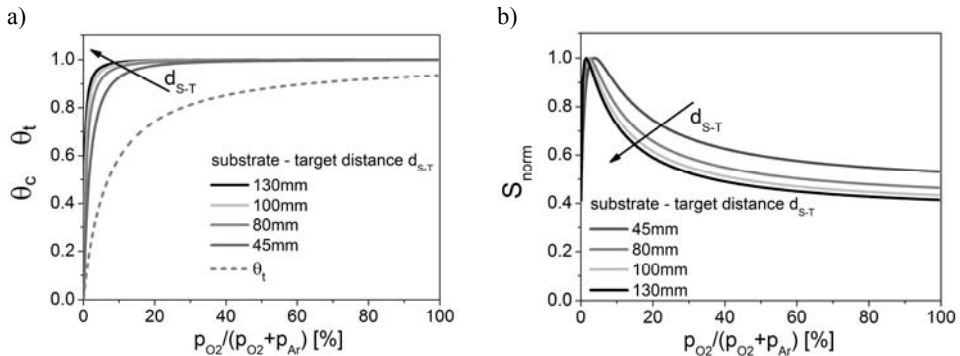 a)
θc θt
1.0
0.8
0.6
0.4
0.2
0.0
dS-T
substrate - target distance dS-T
130mm
100mm
80mm
45mm
θt
0 20 40 60 80 100
pO2/(pO2+pAr) [%]
b)
Snorm
1.0
0.8
0.6
0.4
0.2
0.0
dS-T
substrate - target distance dS-T
45mm
80mm
100mm
130mm
0 20 40 60 80 100
pO2/(pO2+pAr) [%]